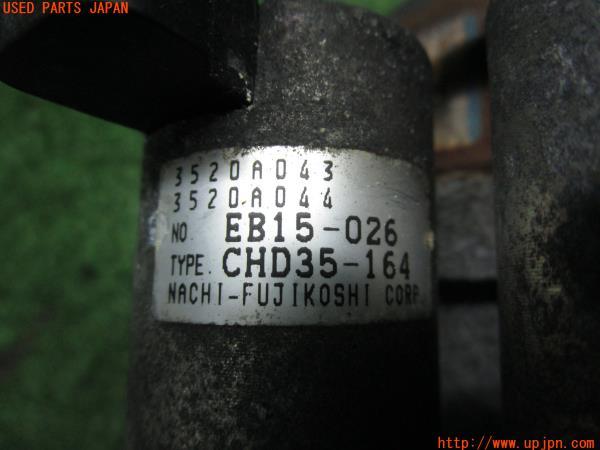 USED PARTS JAPAN
3520A043
3520A044
NO. EB15-026
TYPE. CHD35-164
NACHI-FUJIKOSHI CORP.
http://www.upjpn.com/